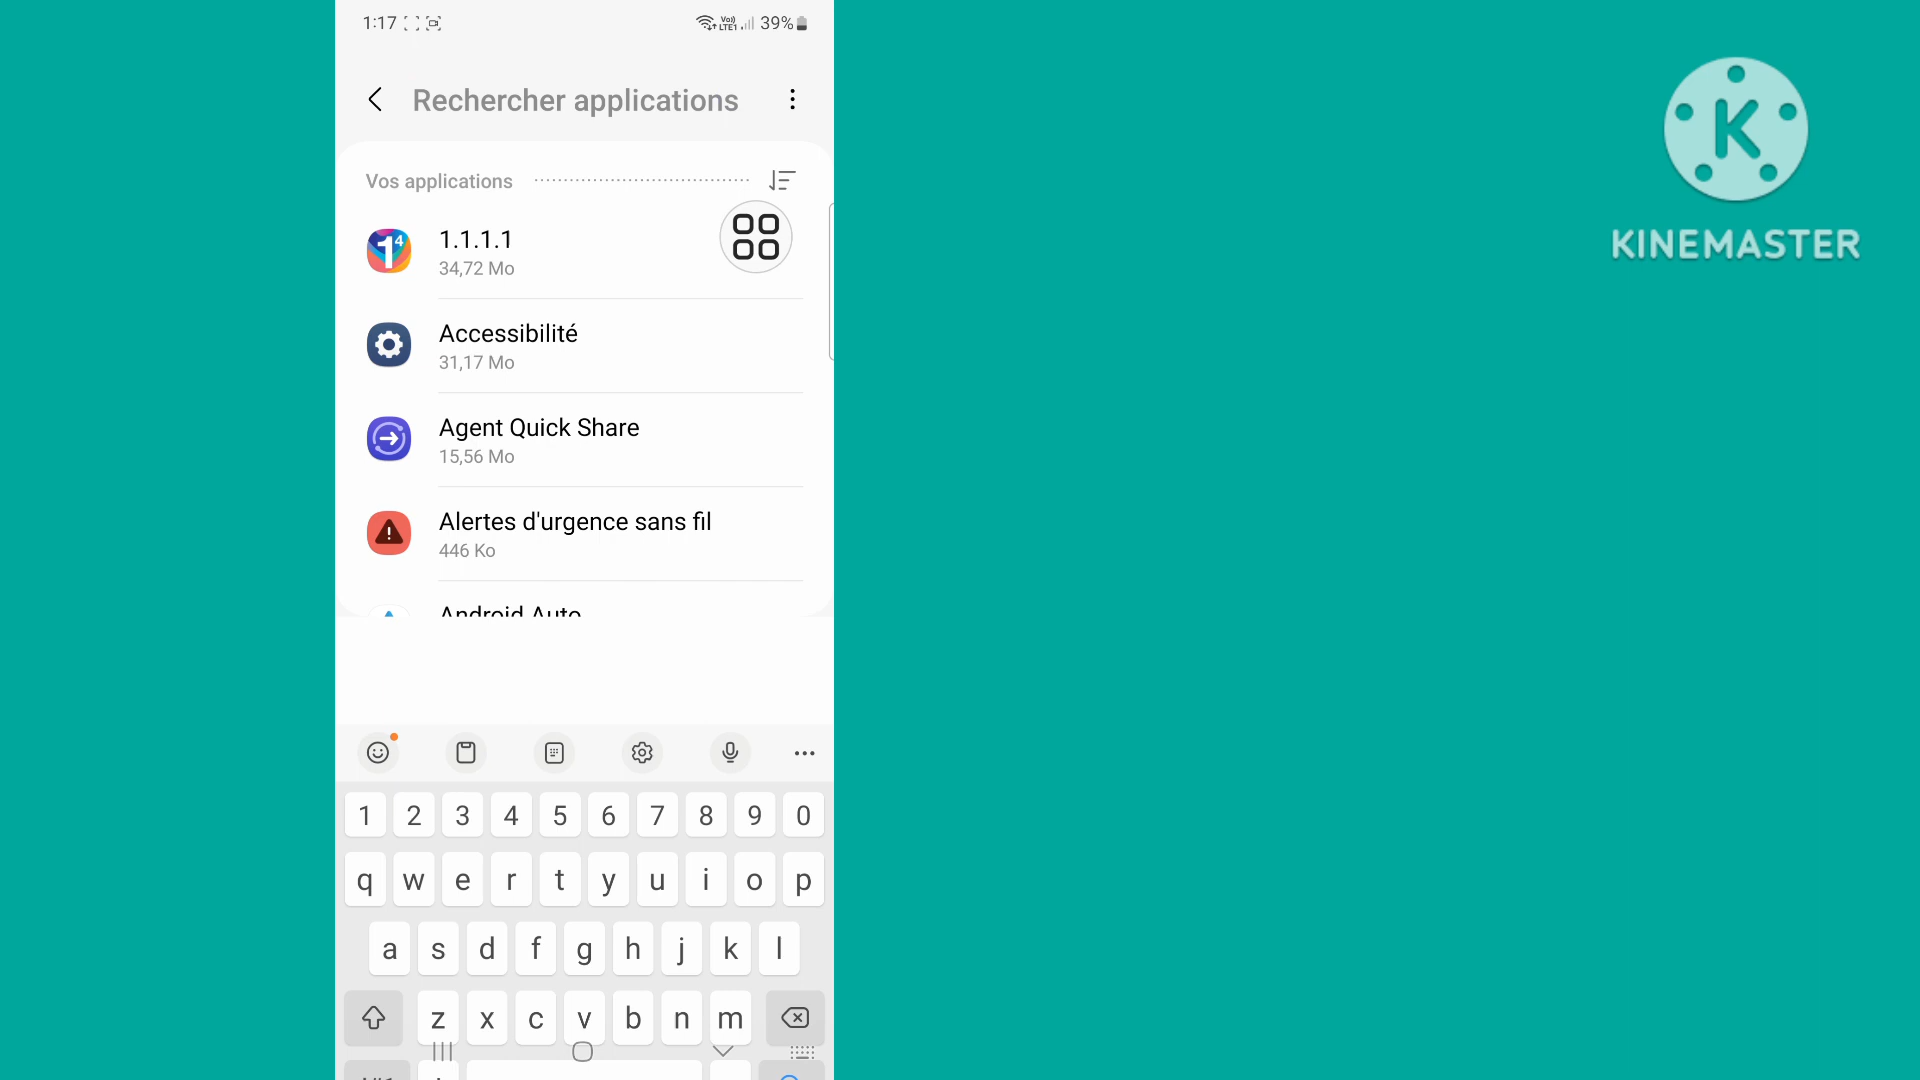 1:17
Vo)) LTE1 39%
Rechercher applications
Vos applications
1.1.1.1
34,72 Mo
Accessibilité
31,17 Mo
Agent Quick Share
15,56 Mo
Alertes d'urgence sans fil
446 Ko
Android Auto
1 2 3 4 5 6 7 8 9 0
q w e r t y u i o p
a s d f g h j k l
z x c v b n m
K
KINEMASTER